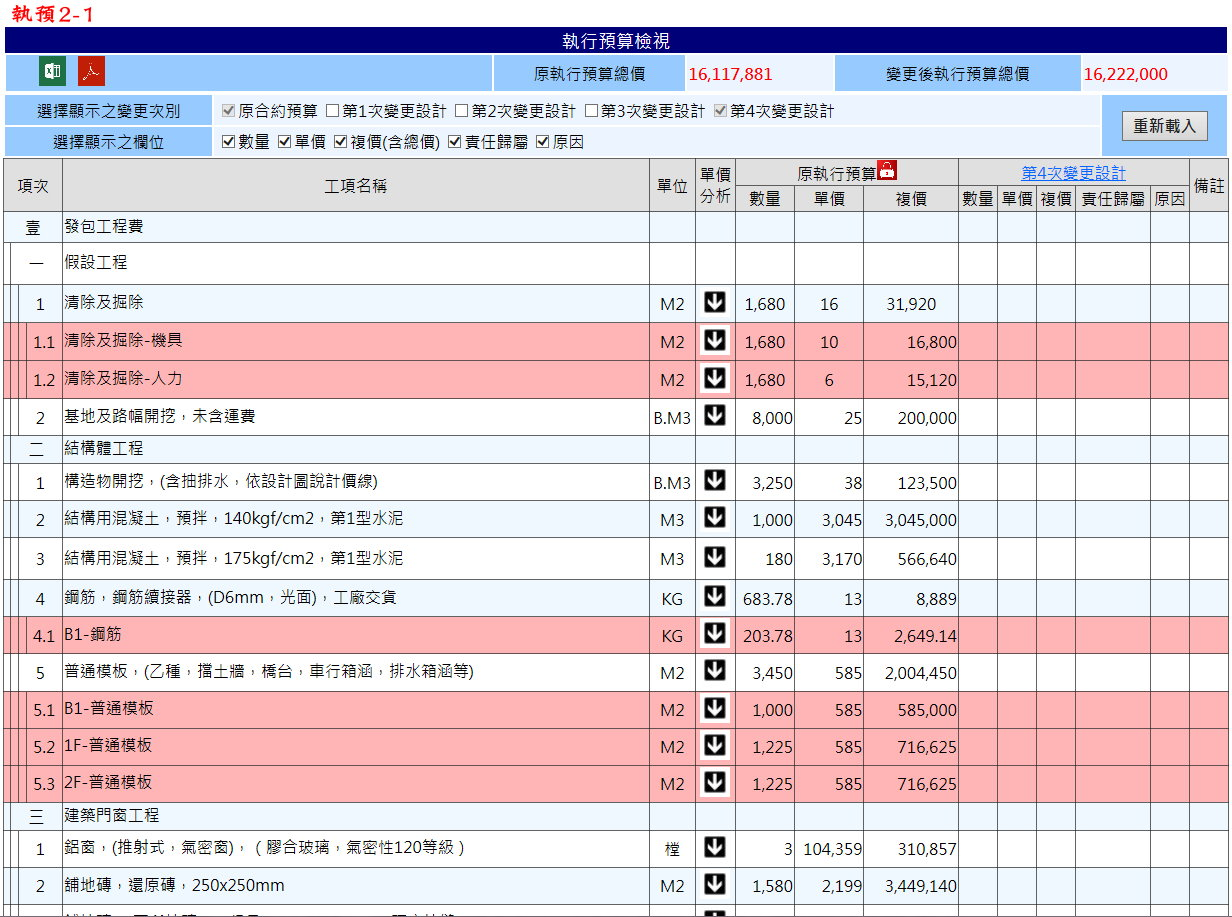 執預2-1
執行預算檢視
原執行預算總價 16,117,881 變更後執行預算總價 16,222,000
選擇顯示之變更次別 原合約預算 第1次變更設計 第2次變更設計 第3次變更設計 第4次變更設計
重新載入
選擇顯示之欄位 數量 單價 複價(含總價) 責任歸屬 原因
項次 工項名稱 單位 單價分析 原執行預算 第4次變更設計 備註
數量 單價 複價 數量 單價 複價 責任歸屬 原因
壹 發包工程費
一 假設工程
1 清除及掘除 M2 1,680 16 31,920
1.1 清除及掘除-機具 M2 1,680 10 16,800
1.2 清除及掘除-人力 M2 1,680 6 15,120
2 基地及路幅開挖，未含運費 B.M3 8,000 25 200,000
二 結構體工程
1 構造物開挖，(含抽排水，依設計圖說計價線) B.M3 3,250 38 123,500
2 結構用混凝土，預拌，140kgf/cm2，第1型水泥 M3 1,000 3,045 3,045,000
3 結構用混凝土，預拌，175kgf/cm2，第1型水泥 M3 180 3,170 566,640
4 鋼筋，鋼筋續接器，(D6mm，光面)，工廠交貨 KG 683.78 13 8,889
4.1 B1-鋼筋 KG 203.78 13 2,649.14
5 普通模板，(乙種，擋土牆，橋台，車行箱涵，排水箱涵等) M2 3,450 585 2,004,450
5.1 B1-普通模板 M2 1,000 585 585,000
5.2 1F-普通模板 M2 1,225 585 716,625
5.3 2F-普通模板 M2 1,225 585 716,625
三 建築門窗工程
1 鋁窗，(推射式，氣密窗)，（膠合玻璃，氣密性120等級） 樘 3 104,359 310,857
2 舖地磚，還原磚，250x250mm M2 1,580 2,199 3,449,140